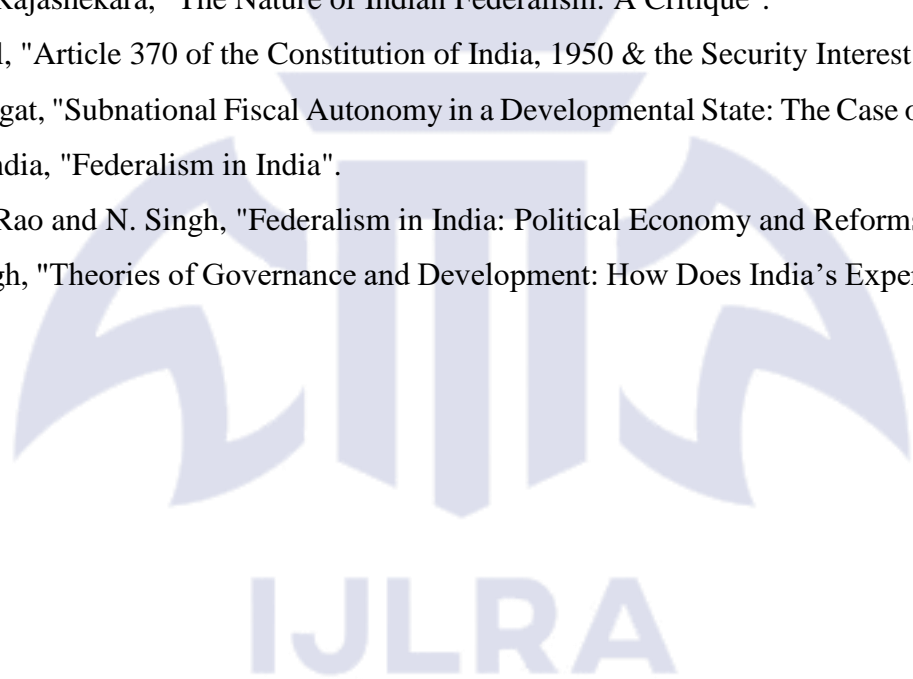 Rajashekara, "The Nature of Indian Federalism: A Critique".
l, "Article 370 of the Constitution of India, 1950 & the Security Interest
gat, "Subnational Fiscal Autonomy in a Developmental State: The Case o
ndia, "Federalism in India".
Rao and N. Singh, "Federalism in India: Political Economy and Reforms
gh, "Theories of Governance and Development: How Does India’s Exper
IJLRA